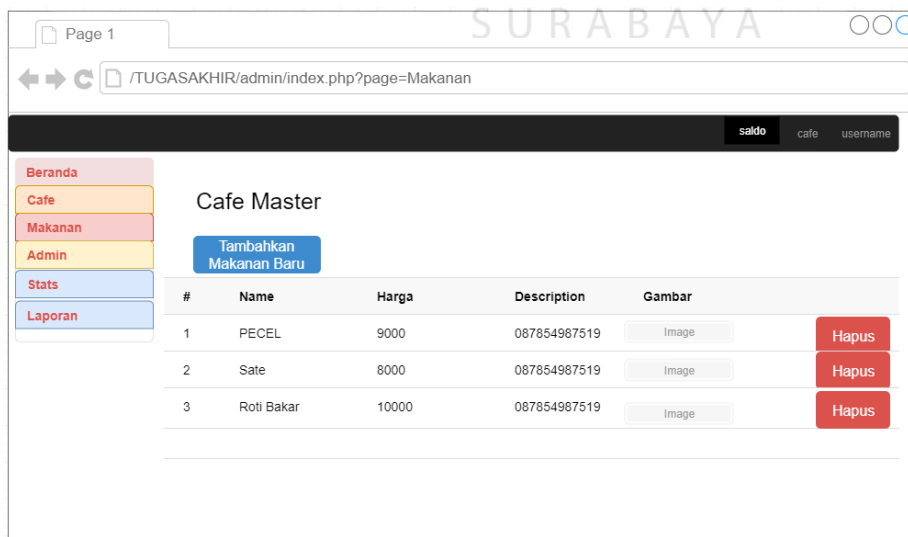 SURABAYA
Page 1
/TUGASAKHIR/admin/index.php?page=Makanan
saldo cafe username
Beranda
Cafe
Makanan
Admin
Stats
Laporan
Cafe Master
Tambahkan
Makanan Baru
# Name Harga Description Gambar
1 PECEL 9000 087854987519 Image Hapus
2 Sate 8000 087854987519 Image Hapus
3 Roti Bakar 10000 087854987519 Image Hapus